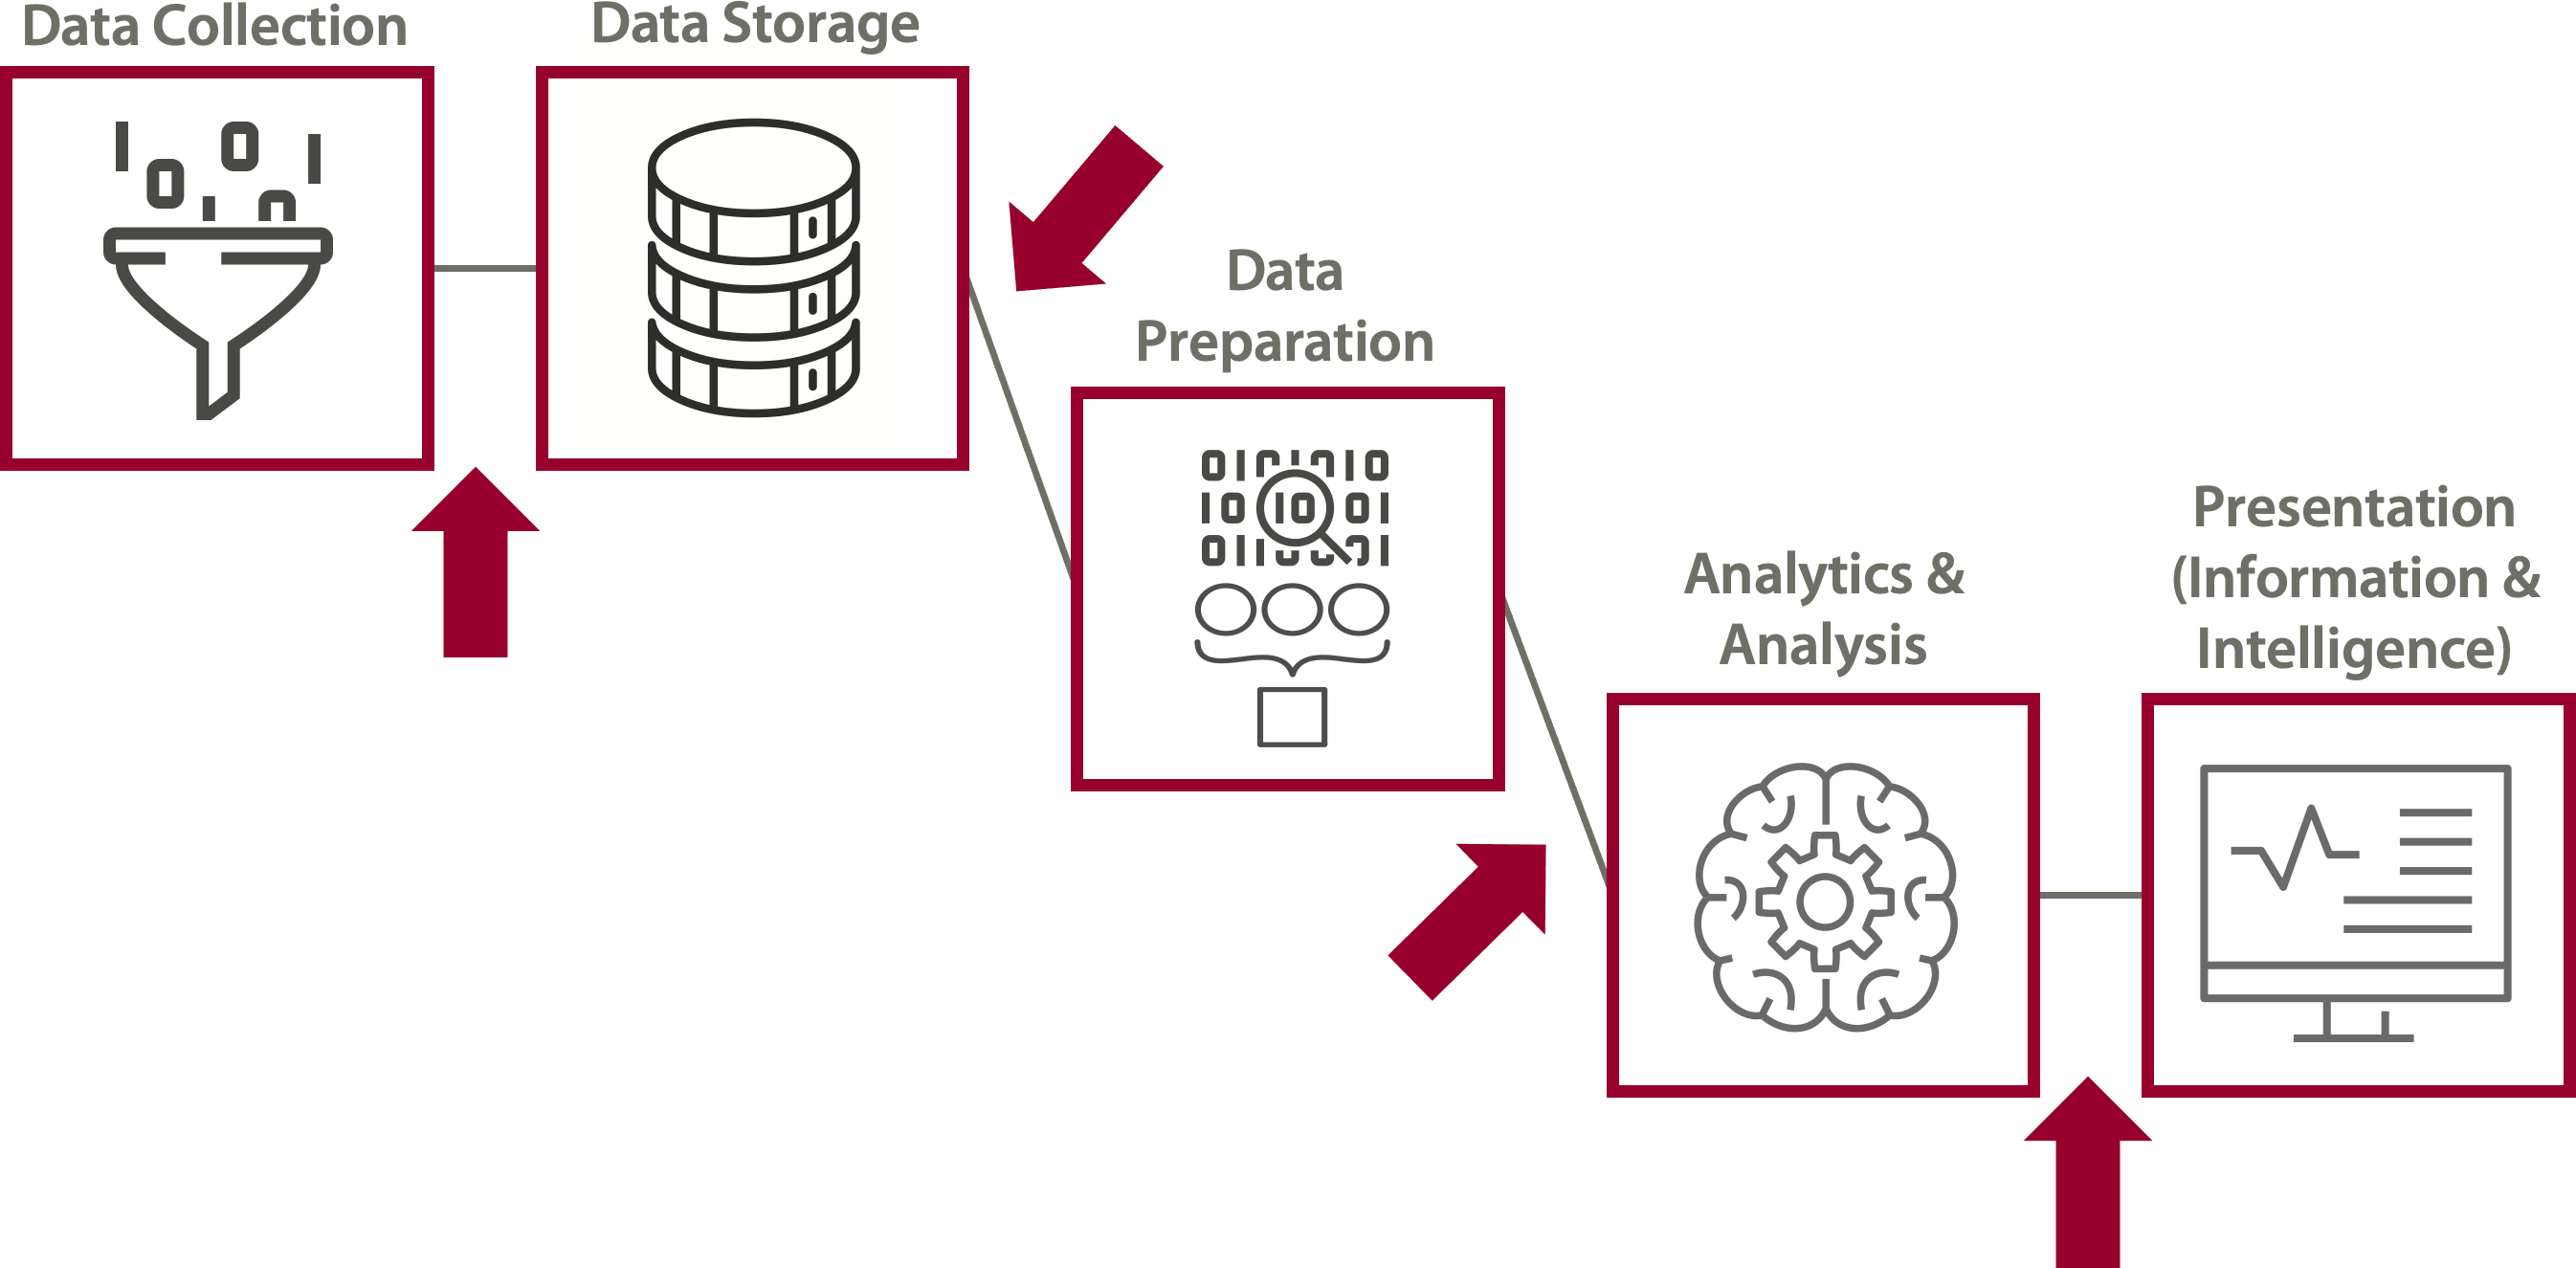 Data Collection
Data Storage
Data
Preparation
Analytics &
Analysis
Presentation
(Information &
Intelligence)